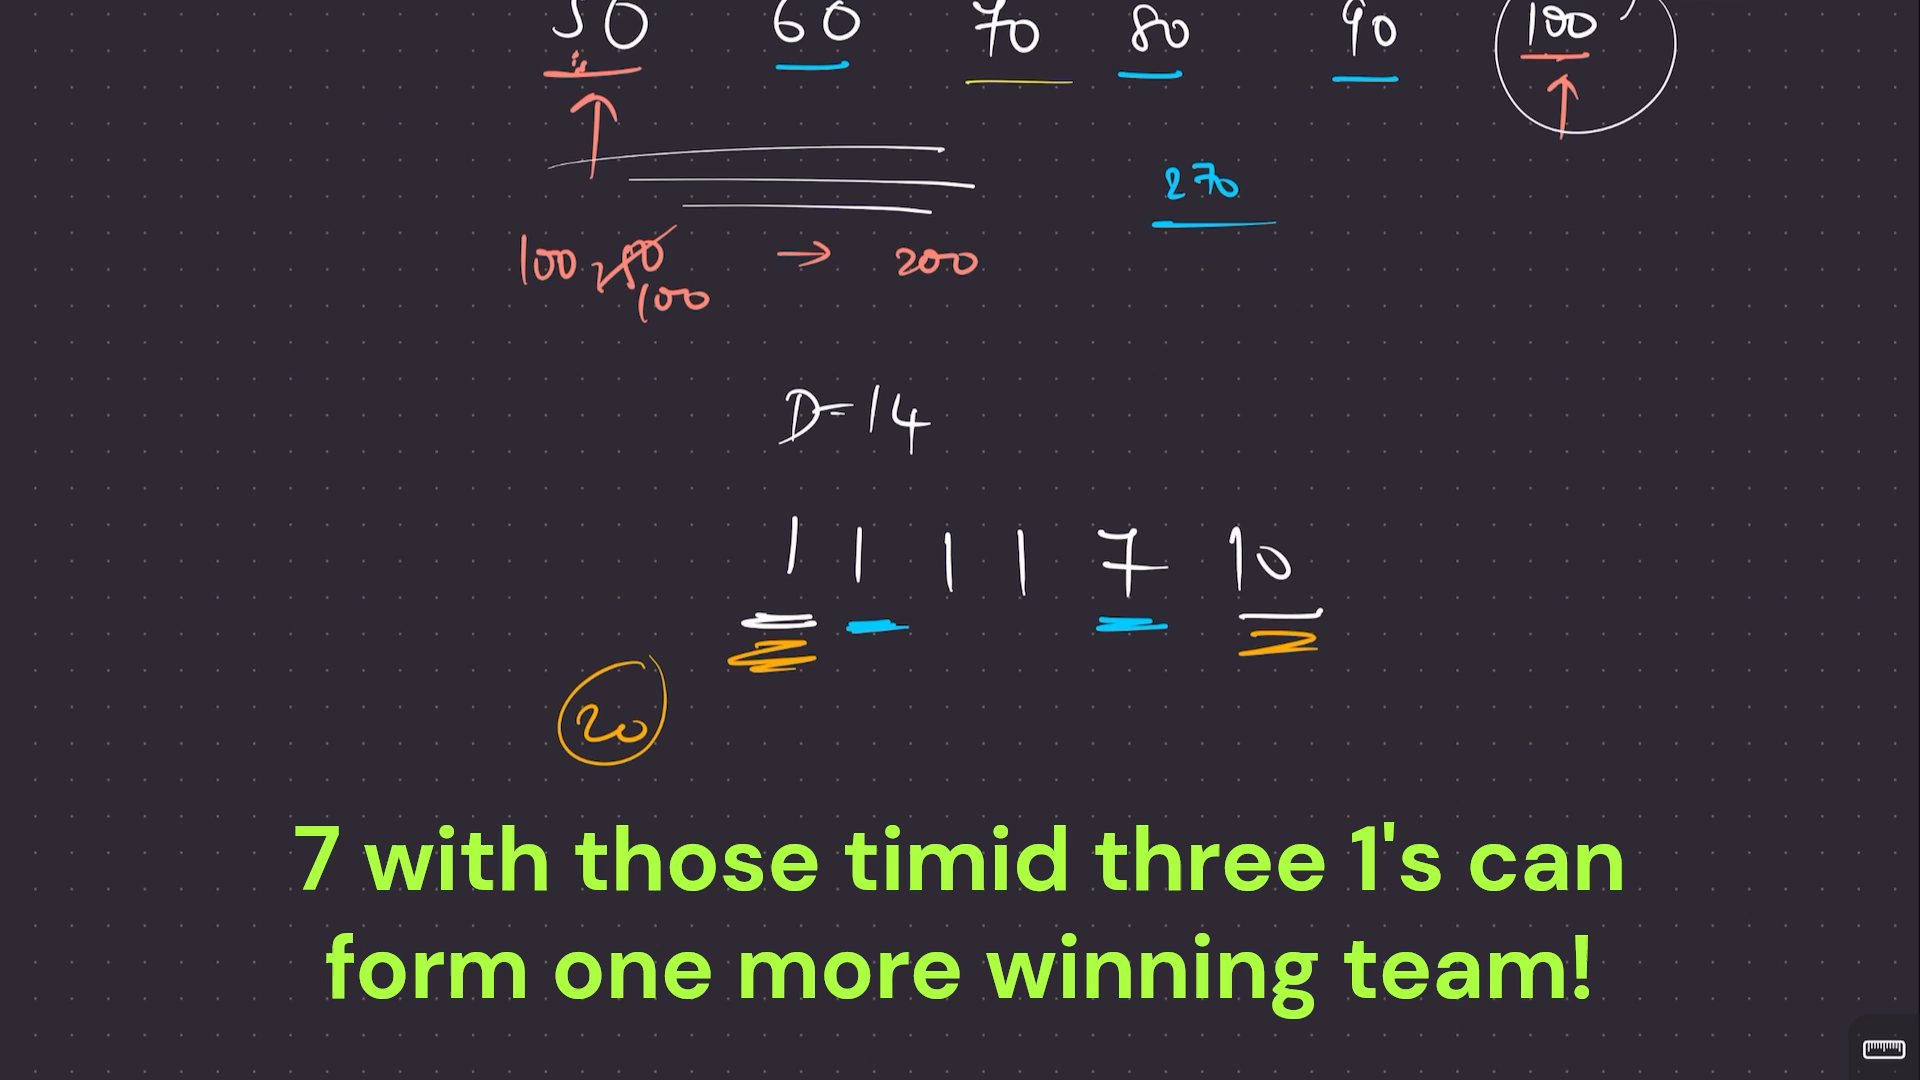 50 60 70 80 90 100
270
100 → 200
100
D=14
1 1 1 1 7 10
20
7 with those timid three 1's can
form one more winning team!